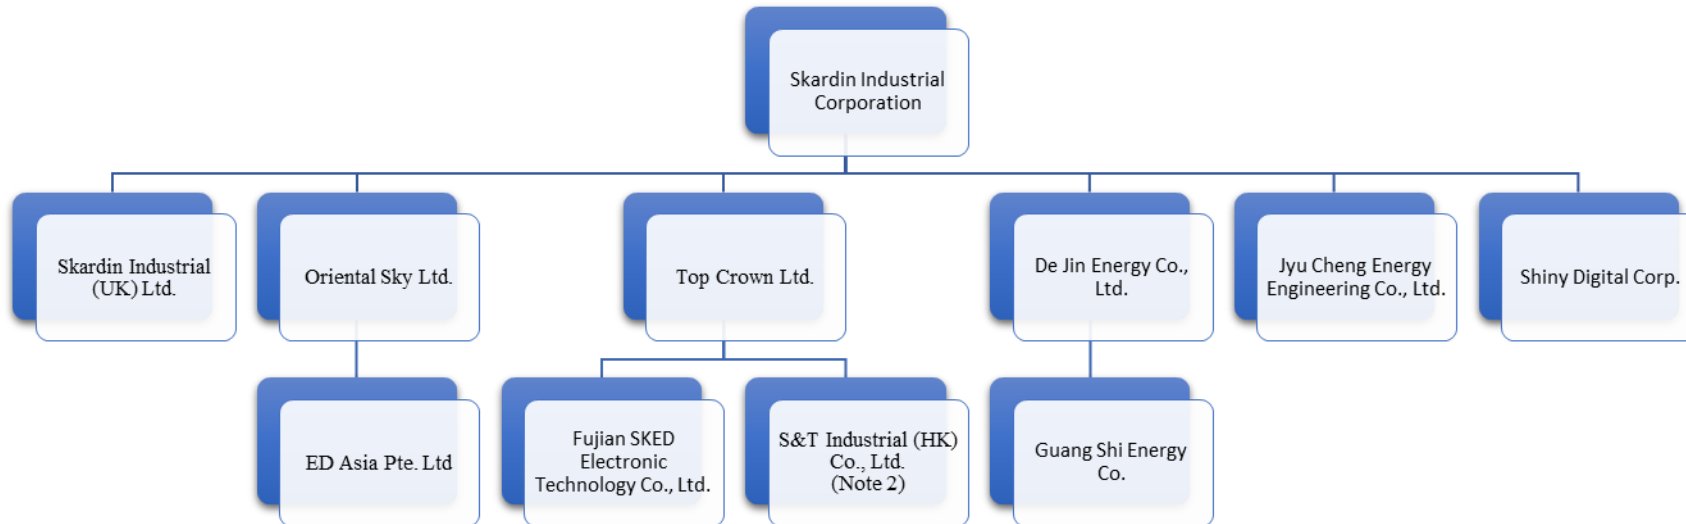 Skardin Industrial
Corporation
Skardin Industrial
(UK) Ltd.
Oriental Sky Ltd.
Top Crown Ltd.
De Jin Energy Co.,
Ltd.
Jyu Cheng Energy
Engineering Co., Ltd.
Shiny Digital Corp.
ED Asia Pte. Ltd
Fujian SKED
Electronic
Technology Co., Ltd.
S&T Industrial (HK)
Co., Ltd.
(Note 2)
Guang Shi Energy
Co.